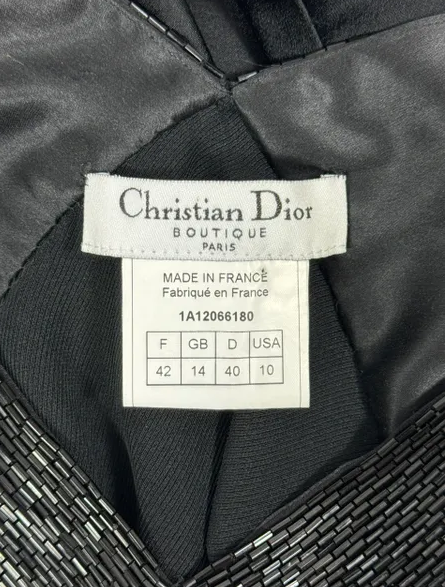 Christian Dior
BOUTIQUE
PARIS
MADE IN FRANCE
Fabriqué en France
1A12066180
F GB D USA
42 14 40 10